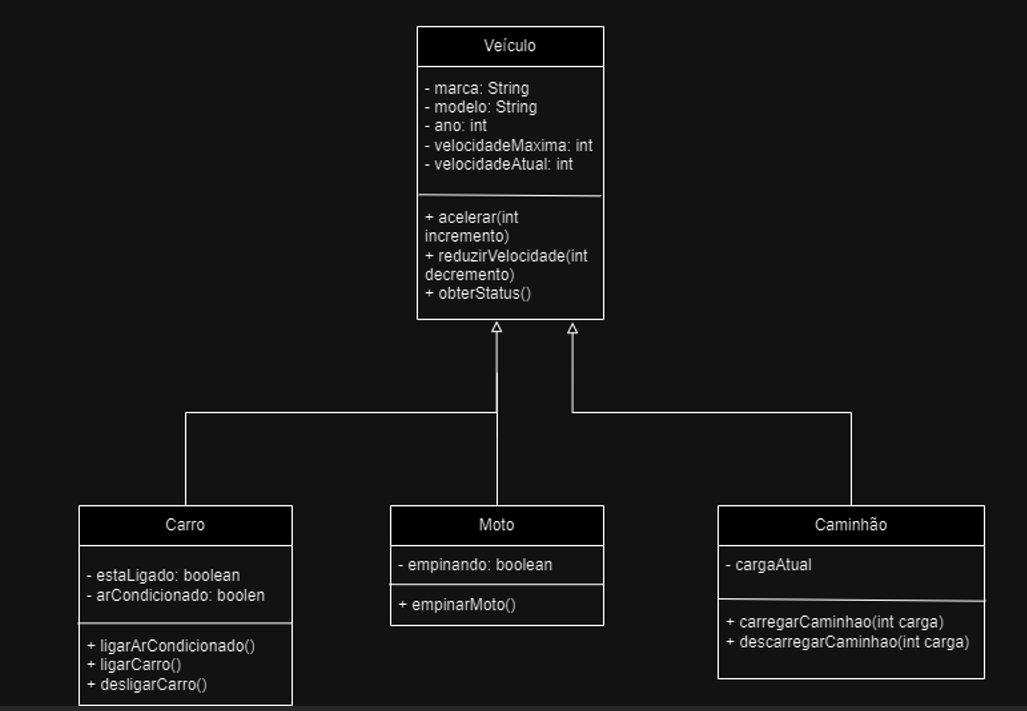 Veículo
- marca: String
- modelo: String
- ano: int
- velocidadeMaxima: int
- velocidadeAtual: int
+ acelerar(int
incremento)
+ reduzirVelocidade(int
decremento)
+ obterStatus()
Carro
- estaLigado: boolean
- arCondicionado: boolen
+ ligarArCondicionado()
+ ligarCarro()
+ desligarCarro()
Moto
- empinando: boolean
+ empinarMoto()
Caminhão
- cargaAtual
+ carregarCaminhao(int carga)
+ descarregarCaminhao(int carga)